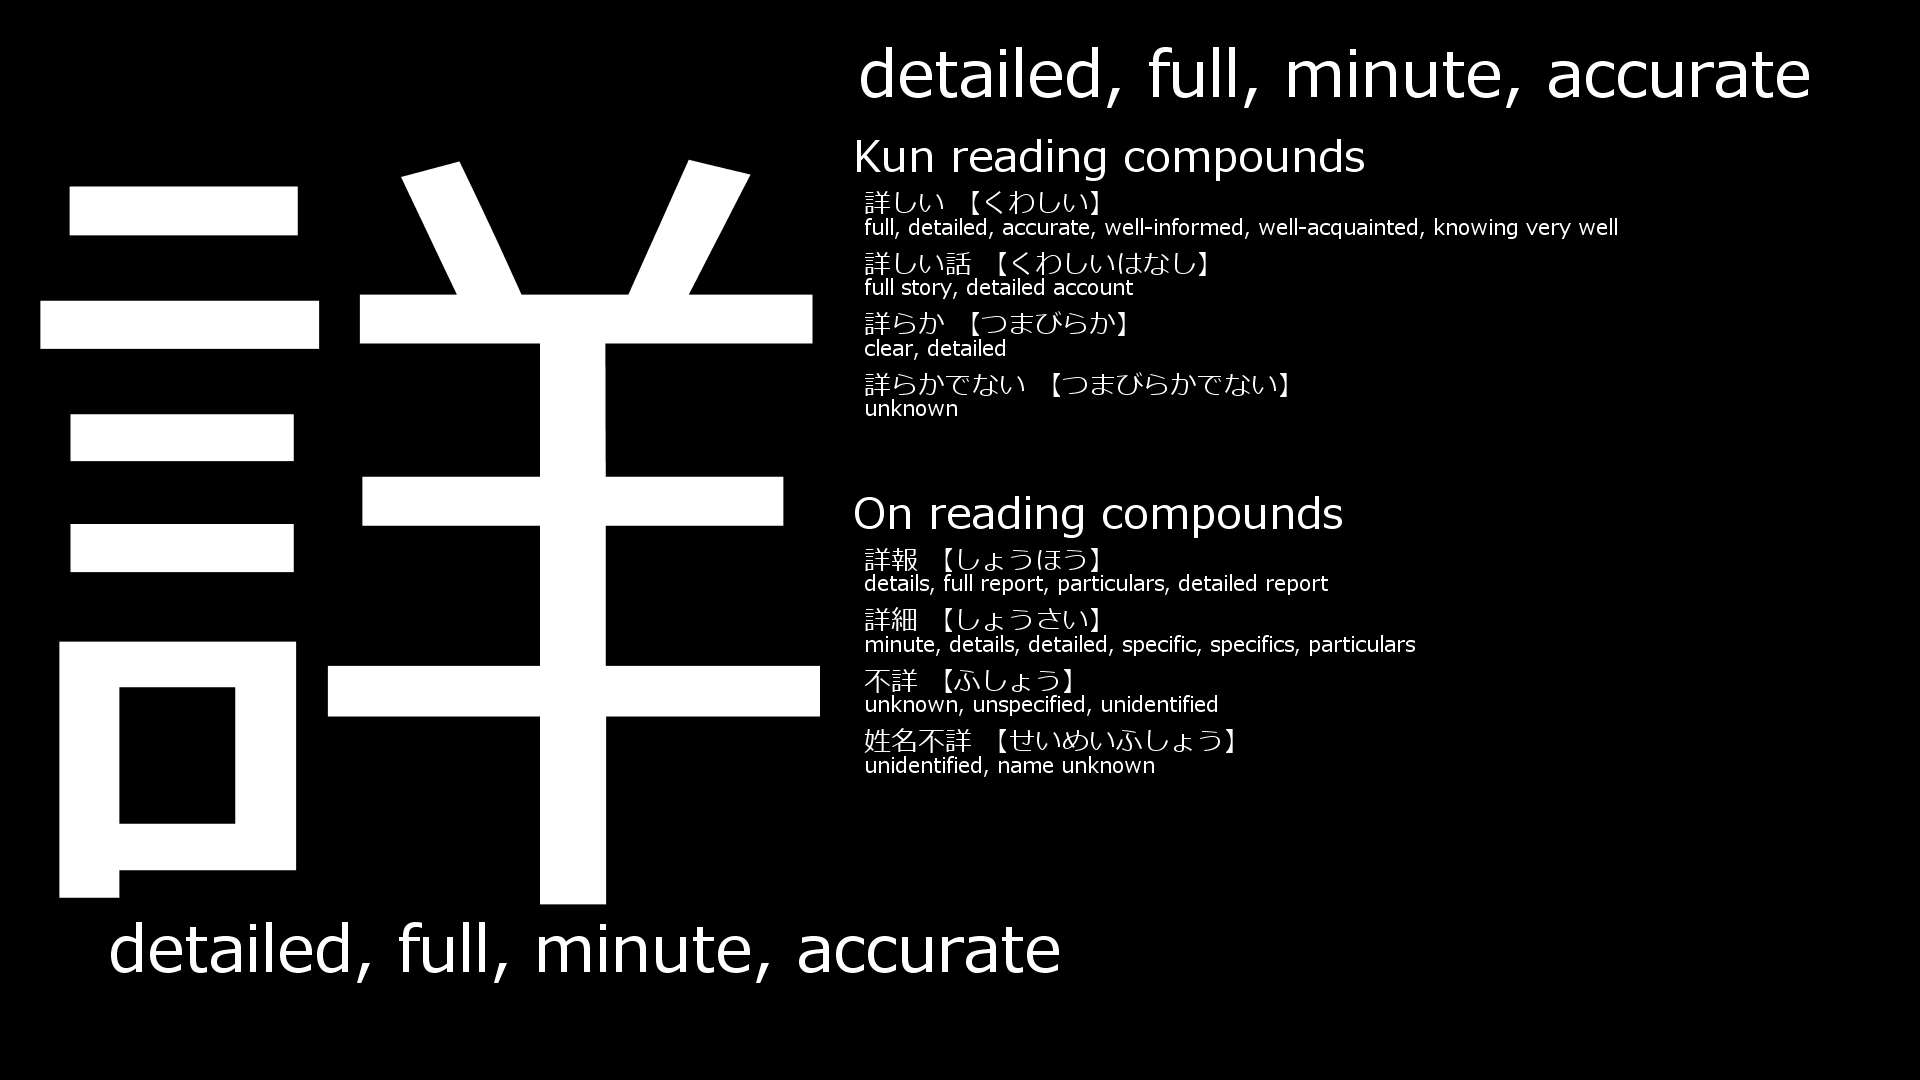 詳
detailed, full, minute, accurate
detailed, full, minute, accurate
Kun reading compounds
詳しい 【くわしい】
full, detailed, accurate, well-informed, well-acquainted, knowing very well
詳しい話 【くわしいはなし】
full story, detailed account
詳らか 【つまびらか】
clear, detailed
詳らかでない 【つまびらかでない】
unknown
On reading compounds
詳報 【しょうほう】
details, full report, particulars, detailed report
詳細 【しょうさい】
minute, details, detailed, specific, specifics, particulars
不詳 【ふしょう】
unknown, unspecified, unidentified
姓名不詳 【せいめいふしょう】
unidentified, name unknown